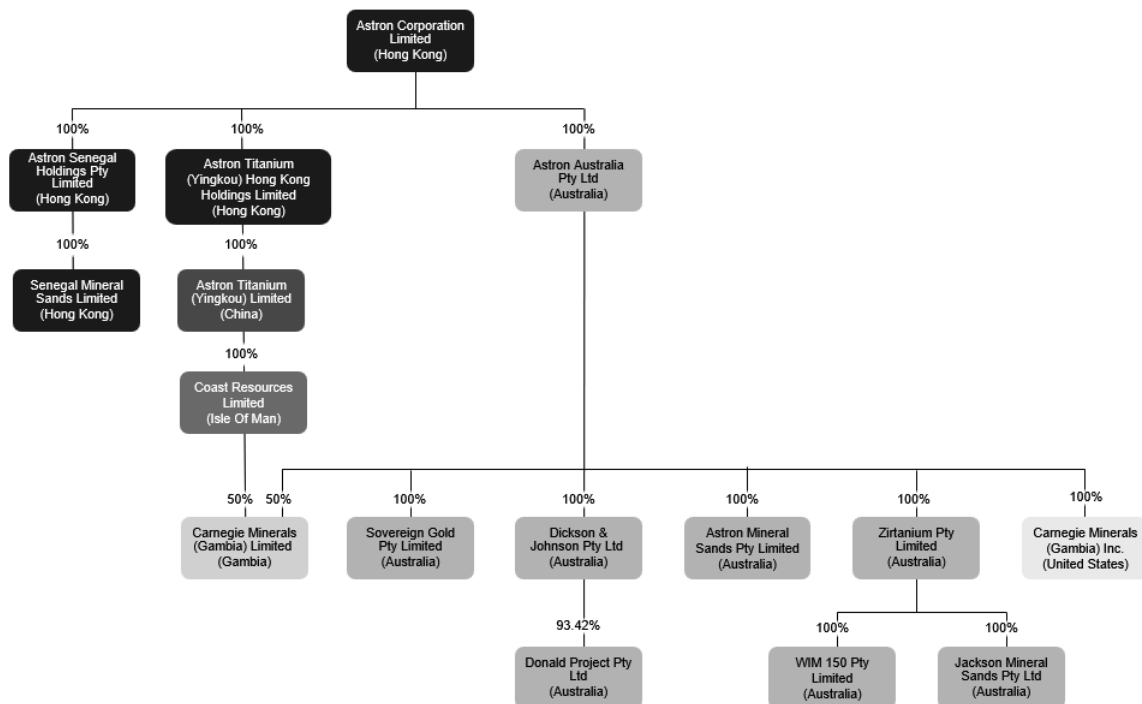 Astron Corporation
Limited
(Hong Kong)
100%
100%
100%
Astron Senegal
Holdings Pty
Limited
(Hong Kong)
Astron Titanium
(Yingkou) Hong Kong
Holdings Limited
(Hong Kong)
Astron Australia
Pty Ltd
(Australia)
100%
100%
Senegal Mineral
Sands Limited
(Hong Kong)
Astron Titanium
(Yingkou) Limited
(China)
100%
Coast Resources
Limited
(Isle Of Man)
50%
50%
100%
100%
100%
100%
100%
Carnegie Minerals
(Gambia) Limited
(Gambia)
Sovereign Gold
Pty Limited
(Australia)
Dickson &
Johnson Pty Ltd
(Australia)
Astron Mineral
Sands Pty Limited
(Australia)
Zirtanium Pty
Limited
(Australia)
Carnegie Minerals
(Gambia) Inc.
(United States)
93.42%
100%
100%
Donald Project Pty
Ltd
(Australia)
WIM 150 Pty
Limited
(Australia)
Jackson Mineral
Sands Pty Ltd
(Australia)